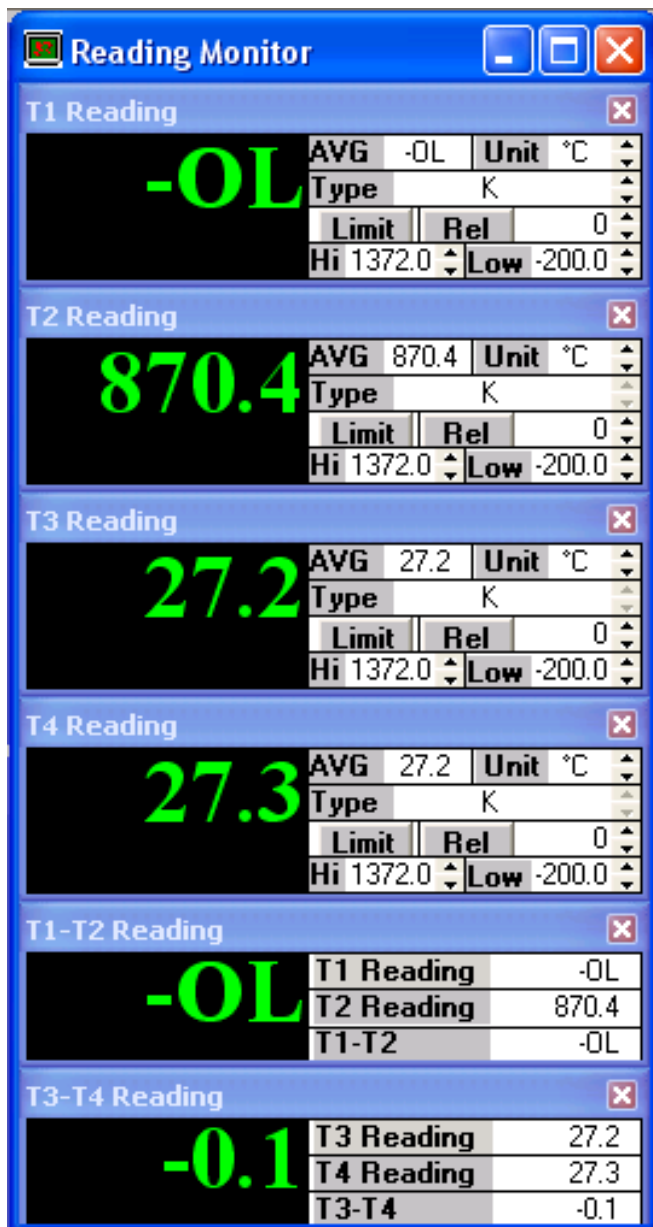 Reading Monitor
T1 Reading
-OL
AVG -OL Unit °C
Type K
Limit Rel 0
Hi 1372.0 Low -200.0
T2 Reading
870.4
AVG 870.4 Unit °C
Type K
Limit Rel 0
Hi 1372.0 Low -200.0
T3 Reading
27.2
AVG 27.2 Unit °C
Type K
Limit Rel 0
Hi 1372.0 Low -200.0
T4 Reading
27.3
AVG 27.2 Unit °C
Type K
Limit Rel 0
Hi 1372.0 Low -200.0
T1-T2 Reading
-OL
T1 Reading -OL
T2 Reading 870.4
T1-T2 -OL
T3-T4 Reading
-0.1
T3 Reading 27.2
T4 Reading 27.3
T3-T4 -0.1